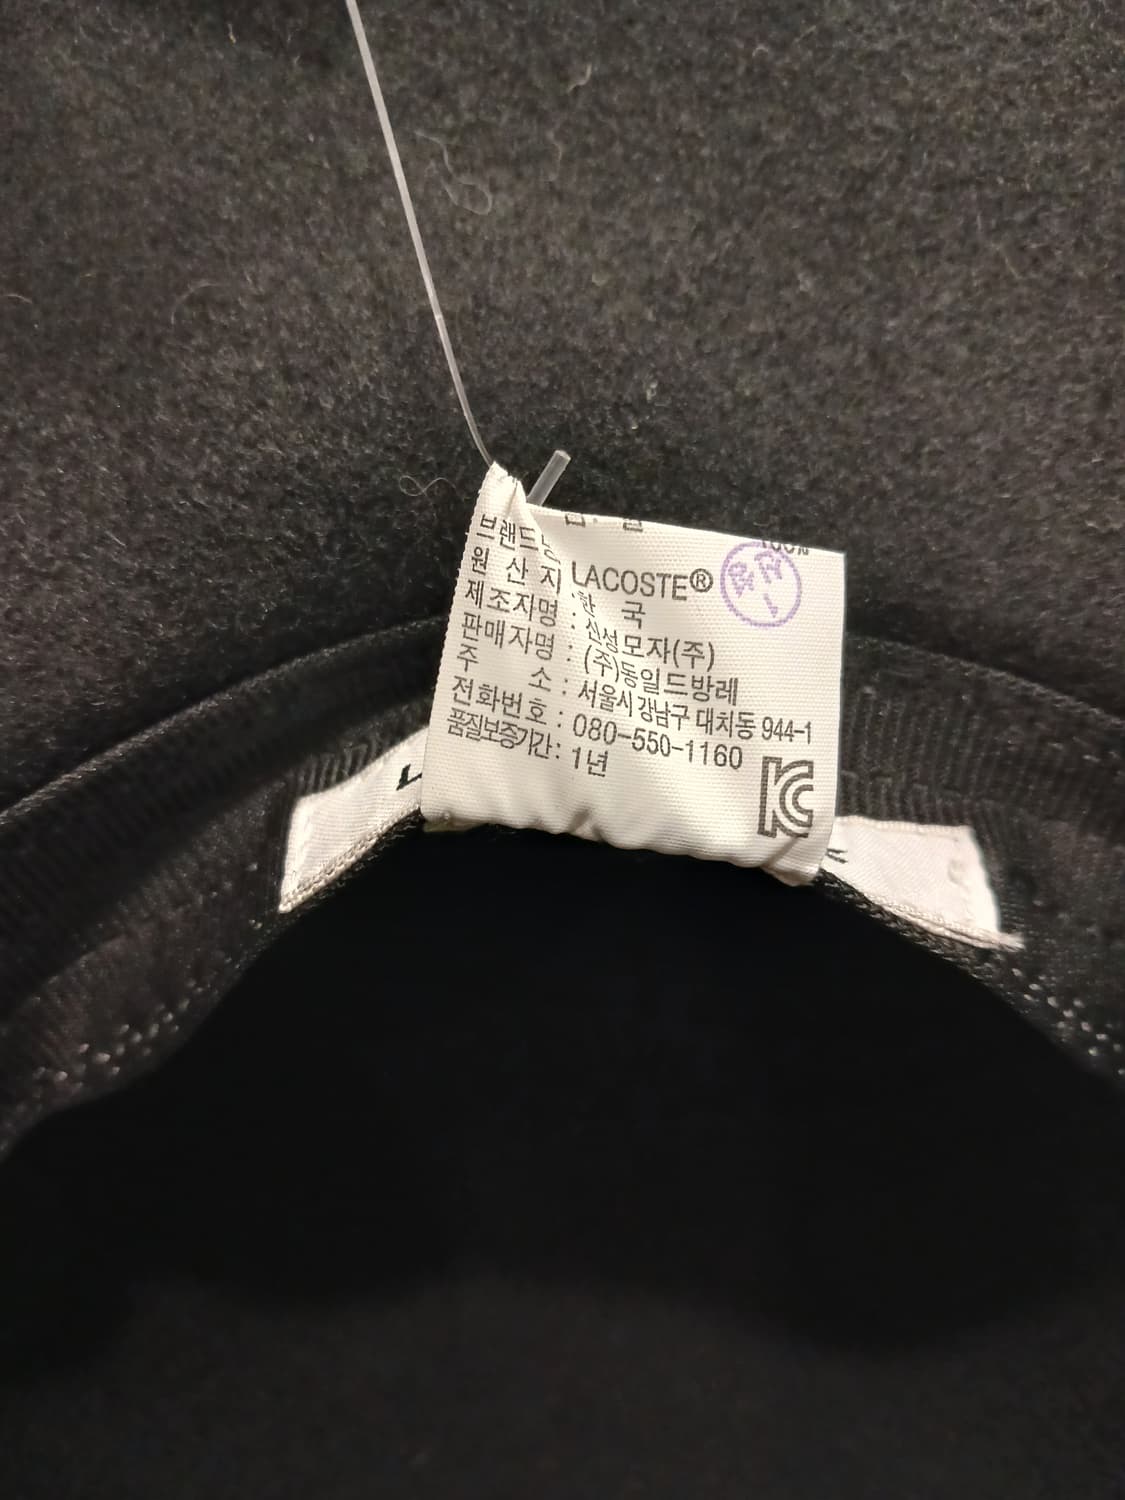 브랜드명
LACOSTE®
원 산 지 : 한 국
제조자명 : 신성모자(주)
판매자명 : (주)동일드방레
주 소 : 서울시 강남구 대치동 944-1
전화번호 : 080-550-1160
품질보증기간 : 1년